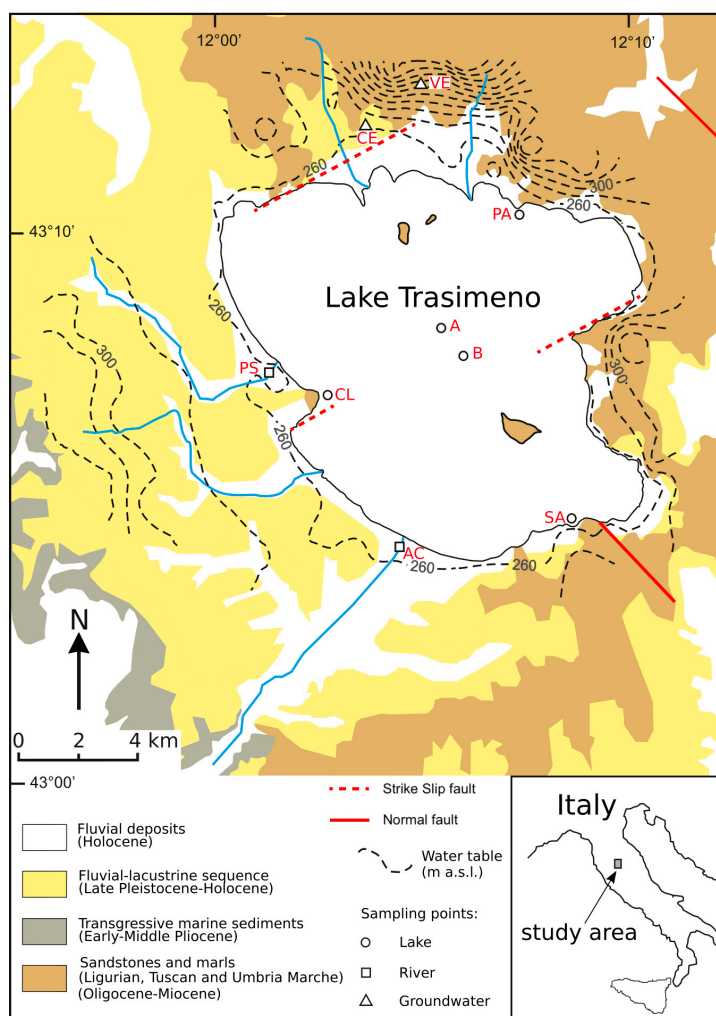 12°00’
12°10’
VE
CE
260
300
260
PA
43°10’
Lake Trasimeno
260
A
B
300
PS
300
CL
260
SA
AC
260
260
N
0 2 4 km
43°00’
Strike Slip fault
Normal fault
Water table
(m a.s.l.)
Sampling points:
Lake
River
Groundwater
Fluvial deposits
(Holocene)
Fluvial-lacustrine sequence
(Late Pleistocene-Holocene)
Transgressive marine sediments
(Early-Middle Pliocene)
Sandstones and marls
(Ligurian, Tuscan and Umbria Marche)
(Oligocene-Miocene)
Italy
study area